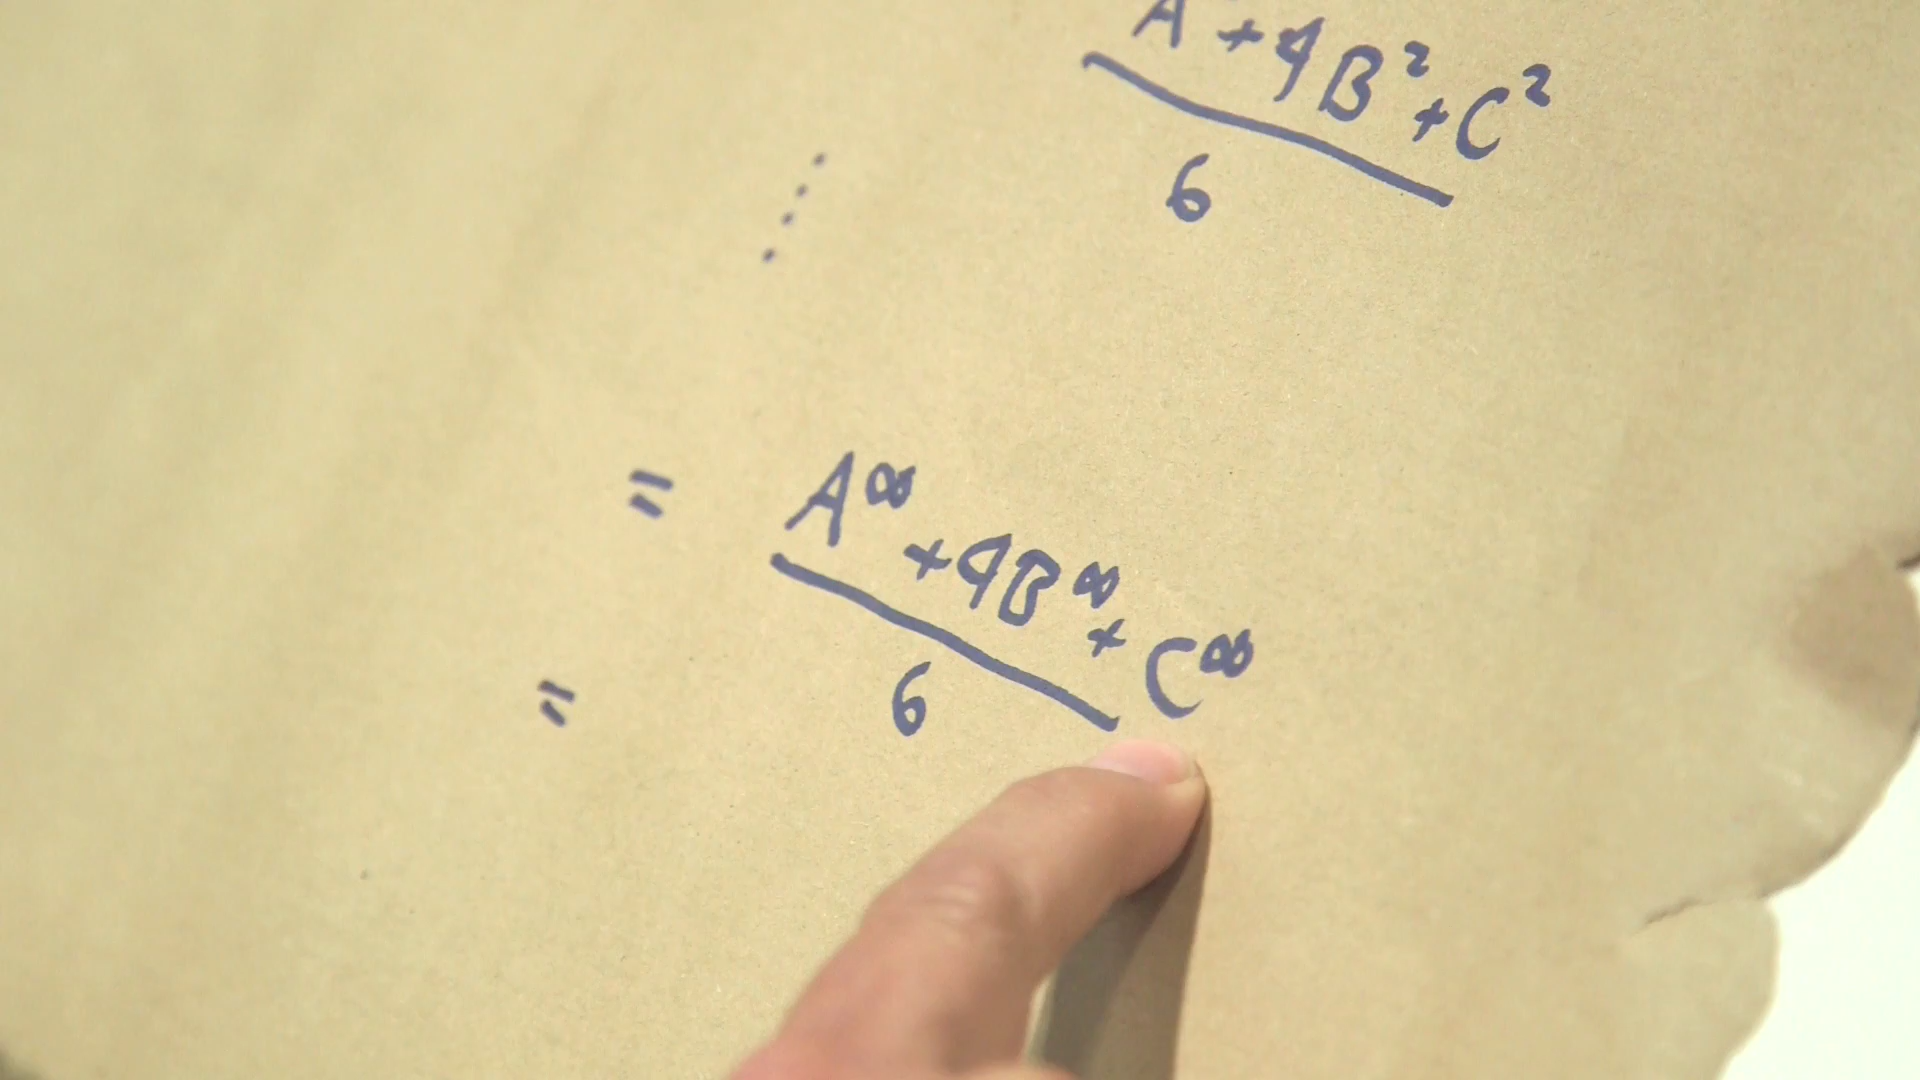 A + 4B² + C²
6
....
= A^∞ + 4B^∞ + C^∞
6
=